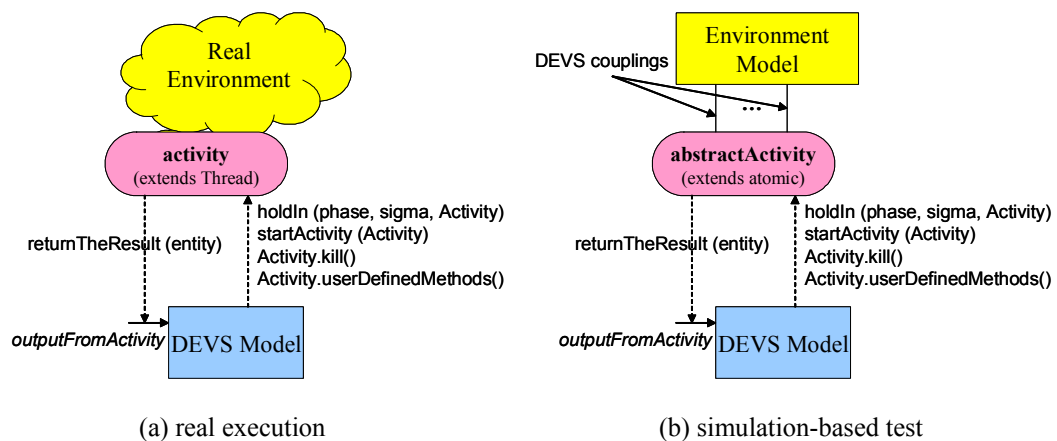 Real
Environment
activity
(extends Thread)
returnTheResult (entity)
holdIn (phase, sigma, Activity)
startActivity (Activity)
Activity.kill()
Activity.userDefinedMethods()
outputFromActivity
DEVS Model
(a) real execution
Environment
Model
DEVS couplings
...
abstractActivity
(extends atomic)
returnTheResult (entity)
holdIn (phase, sigma, Activity)
startActivity (Activity)
Activity.kill()
Activity.userDefinedMethods()
outputFromActivity
DEVS Model
(b) simulation-based test